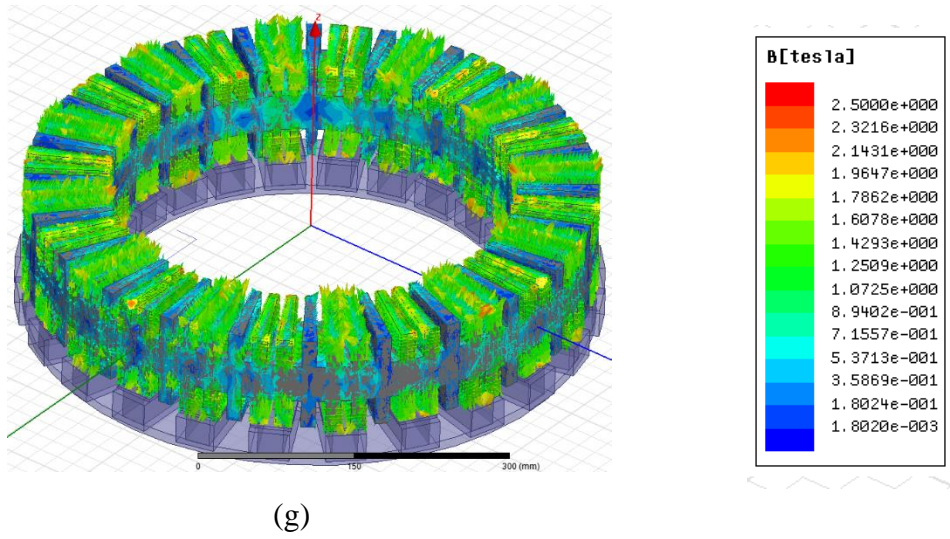 z
0
150
300 (mm)
B[tesla]
2.5000e+000
2.3216e+000
2.1431e+000
1.9647e+000
1.7862e+000
1.6078e+000
1.4293e+000
1.2509e+000
1.0725e+000
8.9402e-001
7.1557e-001
5.3713e-001
3.5869e-001
1.8024e-001
1.8020e-003
(g)